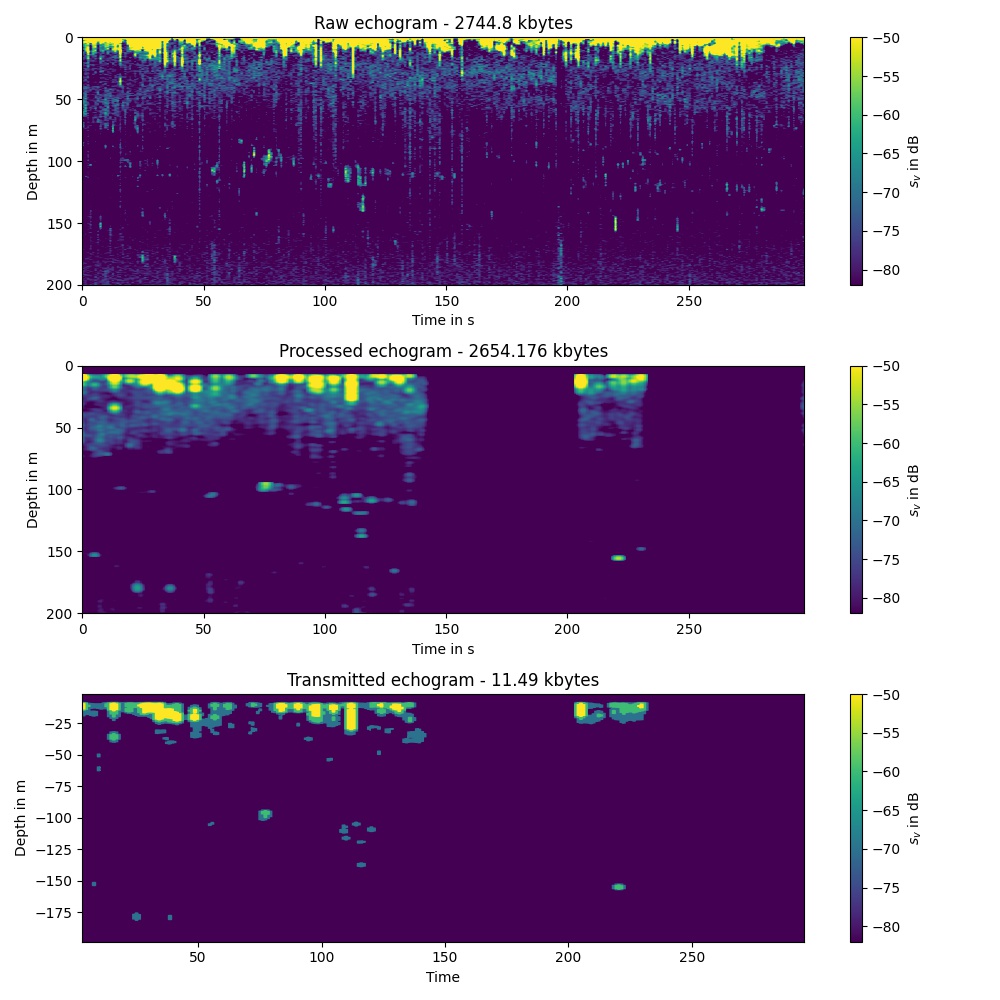 Raw echogram - 2744.8 kbytes
0
50
100
150
200
Depth in m
0 50 100 150 200 250
Time in s
−50
−55
−60
−65
−70
−75
−80
s_v in dB
Processed echogram - 2654.176 kbytes
0
50
100
150
200
Depth in m
0 50 100 150 200 250
Time in s
−50
−55
−60
−65
−70
−75
−80
s_v in dB
Transmitted echogram - 11.49 kbytes
−25
−50
−75
−100
−125
−150
−175
Depth in m
50 100 150 200 250
Time
−50
−55
−60
−65
−70
−75
−80
s_v in dB